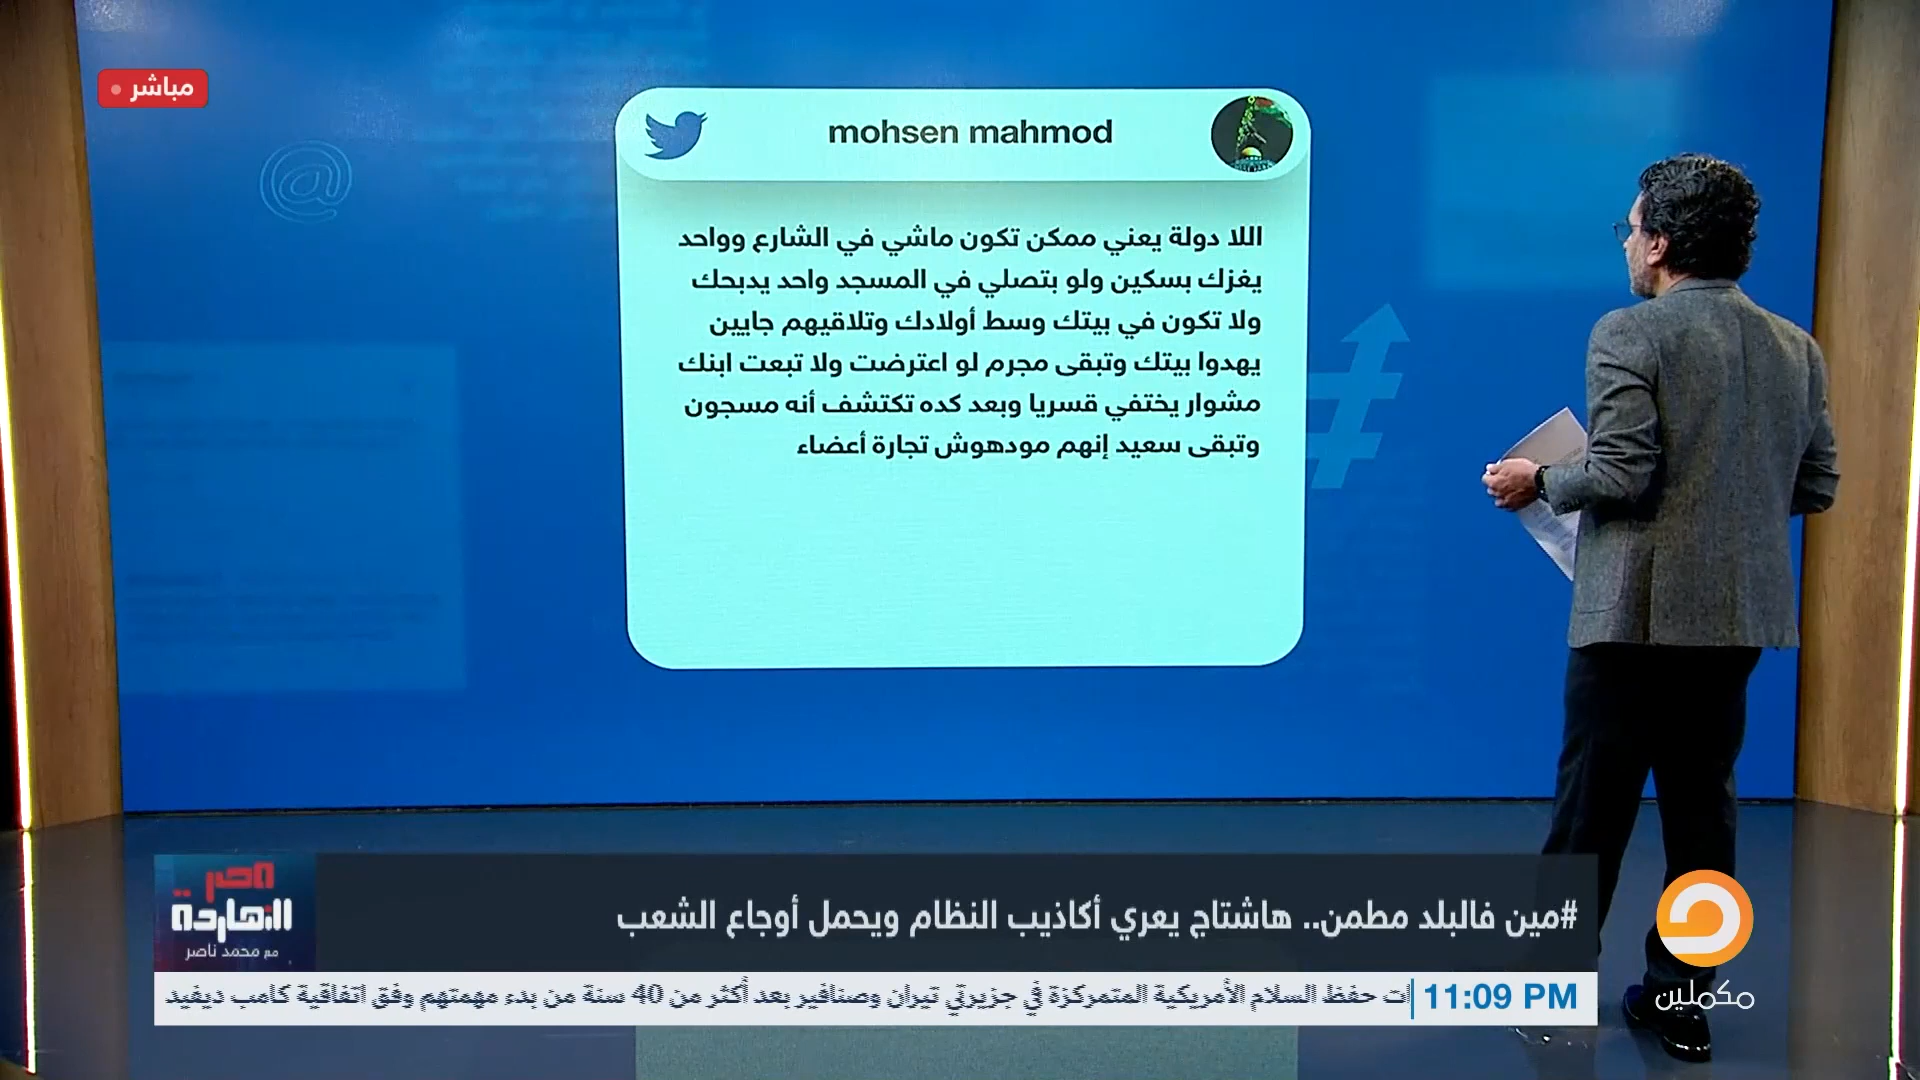 مباشر
mohsen mahmod
اللا دولة يعني ممكن تكون ماشي في الشارع وواحد
يغزك بسكين ولو بتصلي في المسجد واحد يدبحك
ولا تكون في بيتك وسط أولادك وتلاقيهم جايين
يهدوا بيتك وتبقى مجرم لو اعترضت ولا تبعت ابنك
مشوار يختفي قسريا وبعد كده تكتشف أنه مسجون
وتبقى سعيد إنهم مودهوش تجارة أعضاء
#مين فالبلد مطمن.. هاشتاج يعري أكاذيب النظام ويحمل أوجاع الشعب
مصر
النهاردة
مع محمد ناصر
11:09 PM
ات حفظ السلام الأمريكية المتمركزة في جزيرتي تيران وصنافير بعد أكثر من 40 سنة من بدء مهمتهم وفق اتفاقية كامب ديفيد
مكملين